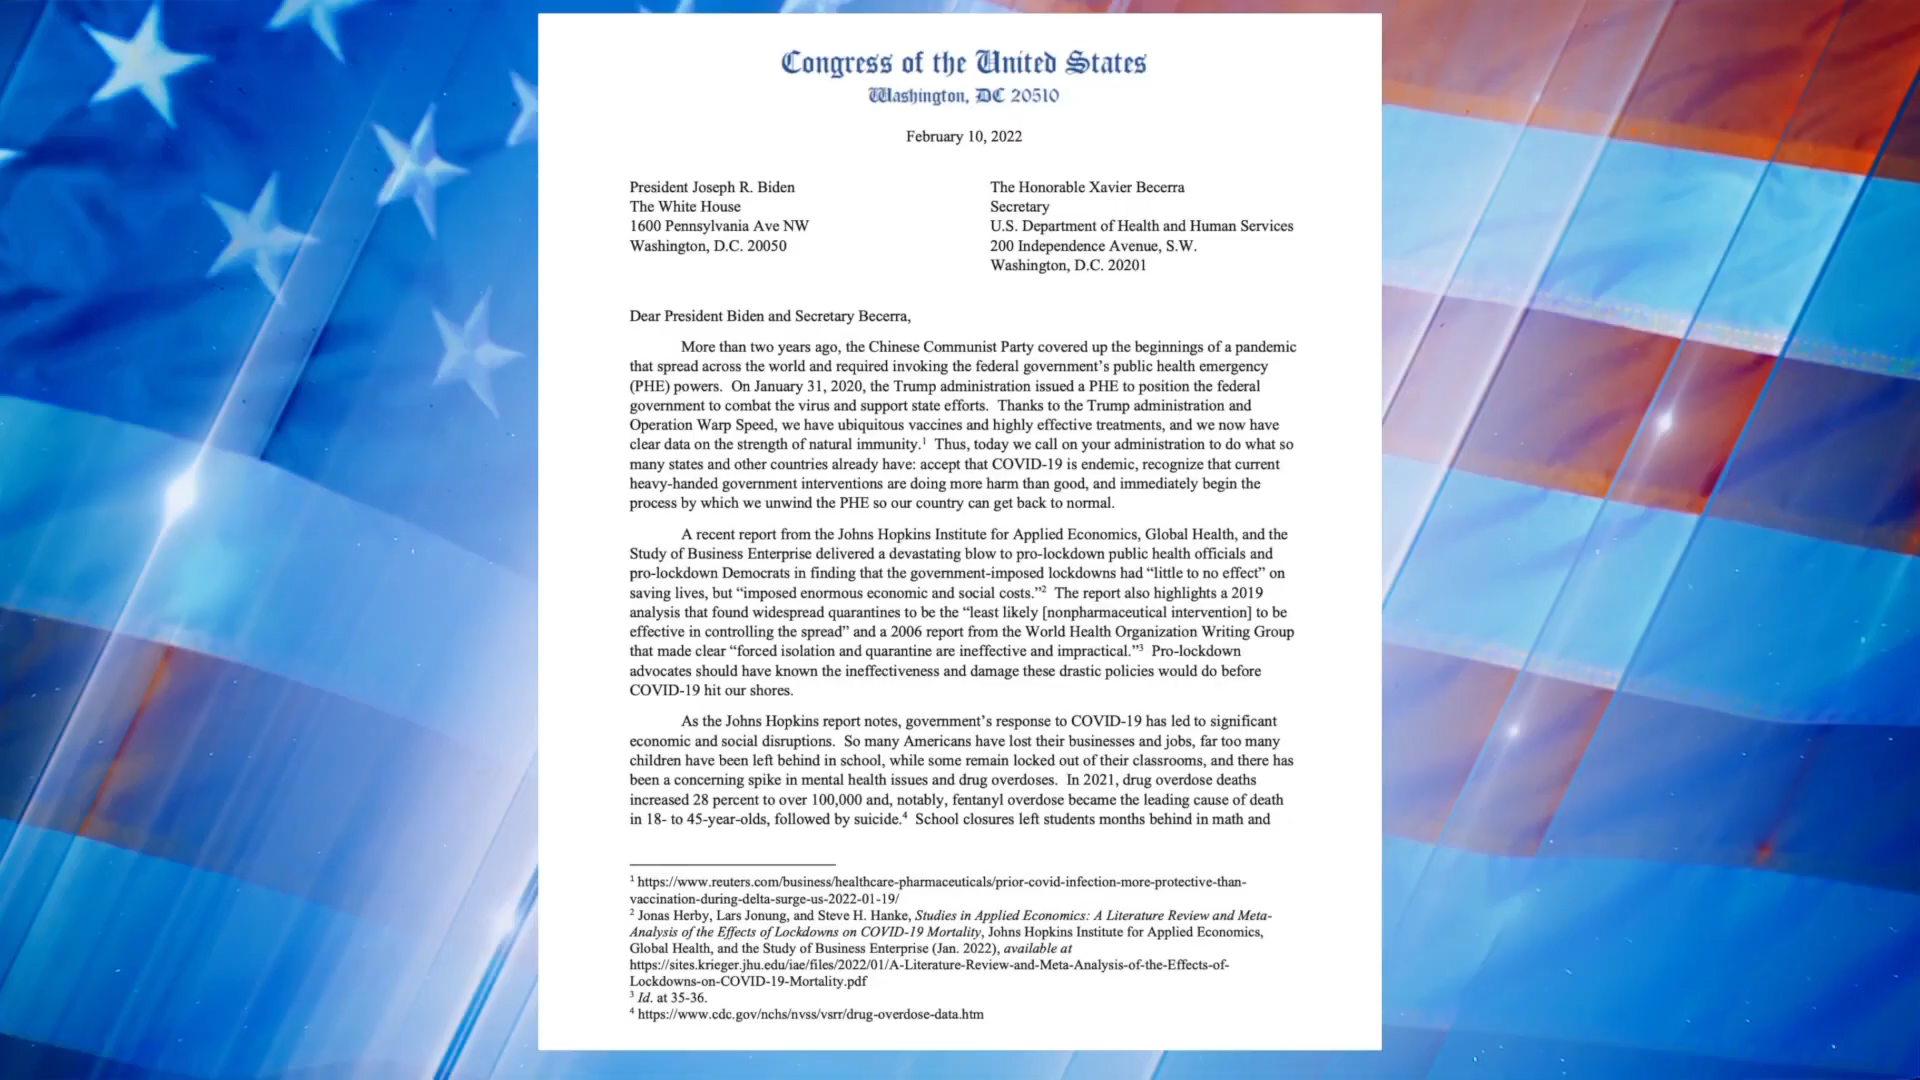 Congress of the United States
Washington, DC 20510
February 10, 2022
President Joseph R. Biden
The White House
1600 Pennsylvania Ave NW
Washington, D.C. 20050
The Honorable Xavier Becerra
Secretary
U.S. Department of Health and Human Services
200 Independence Avenue, S.W.
Washington, D.C. 20201
Dear President Biden and Secretary Becerra,
More than two years ago, the Chinese Communist Party covered up the beginnings of a pandemic
that spread across the world and required invoking the federal government’s public health emergency
(PHE) powers. On January 31, 2020, the Trump administration issued a PHE to position the federal
government to combat the virus and support state efforts. Thanks to the Trump administration and
Operation Warp Speed, we have ubiquitous vaccines and highly effective treatments, and we now have
clear data on the strength of natural immunity.1 Thus, today we call on your administration to do what so
many states and other countries already have: accept that COVID-19 is endemic, recognize that current
heavy-handed government interventions are doing more harm than good, and immediately begin the
process by which we unwind the PHE so our country can get back to normal.
A recent report from the Johns Hopkins Institute for Applied Economics, Global Health, and the
Study of Business Enterprise delivered a devastating blow to pro-lockdown public health officials and
pro-lockdown Democrats in finding that the government-imposed lockdowns had “little to no effect” on
saving lives, but “imposed enormous economic and social costs.”2 The report also highlights a 2019
analysis that found widespread quarantines to be the “least likely [nonpharmaceutical intervention] to be
effective in controlling the spread” and a 2006 report from the World Health Organization Writing Group
that made clear “forced isolation and quarantine are ineffective and impractical.”3 Pro-lockdown
advocates should have known the ineffectiveness and damage these drastic policies would do before
COVID-19 hit our shores.
As the Johns Hopkins report notes, government’s response to COVID-19 has led to significant
economic and social disruptions. So many Americans have lost their businesses and jobs, far too many
children have been left behind in school, while some remain locked out of their classrooms, and there has
been a concerning spike in mental health issues and drug overdoses. In 2021, drug overdose deaths
increased 28 percent to over 100,000 and, notably, fentanyl overdose became the leading cause of death
in 18- to 45-year-olds, followed by suicide.4 School closures left students months behind in math and
1 https://www.reuters.com/business/healthcare-pharmaceuticals/prior-covid-infection-more-protective-than-
vaccination-during-delta-surge-us-2022-01-19/
2 Jonas Herby, Lars Jonung, and Steve H. Hanke, Studies in Applied Economics: A Literature Review and Meta-
Analysis of the Effects of Lockdowns on COVID-19 Mortality, Johns Hopkins Institute for Applied Economics,
Global Health, and the Study of Business Enterprise (Jan. 2022), available at
https://sites.krieger.jhu.edu/iae/files/2022/01/A-Literature-Review-and-Meta-Analysis-of-the-Effects-of-
Lockdowns-on-COVID-19-Mortality.pdf
3 Id. at 35-36.
4 https://www.cdc.gov/nchs/nvss/vsrr/drug-overdose-data.htm